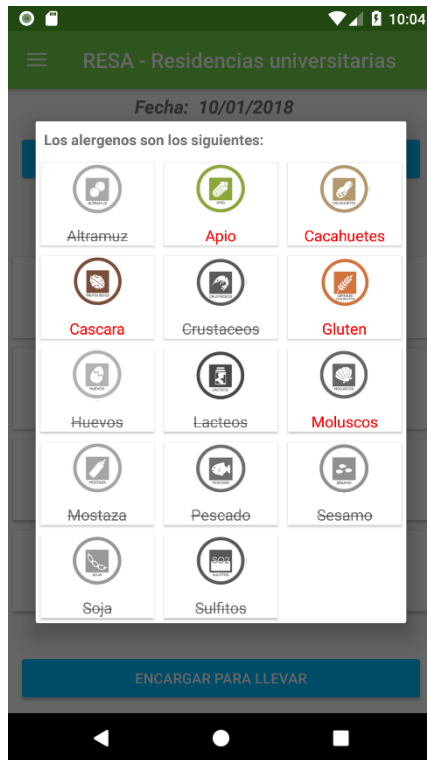 10:04
RESA - Residencias universitarias
Fecha: 10/01/2018
Los alergenos son los siguientes:
Altramuz Apio Cacahuetes
Cascara Crustaceos Gluten
Huevos Lacteos Moluscos
Mostaza Pescado Sesamo
SO2
Soja Sulfitos
ENCARGAR PARA LLEVAR